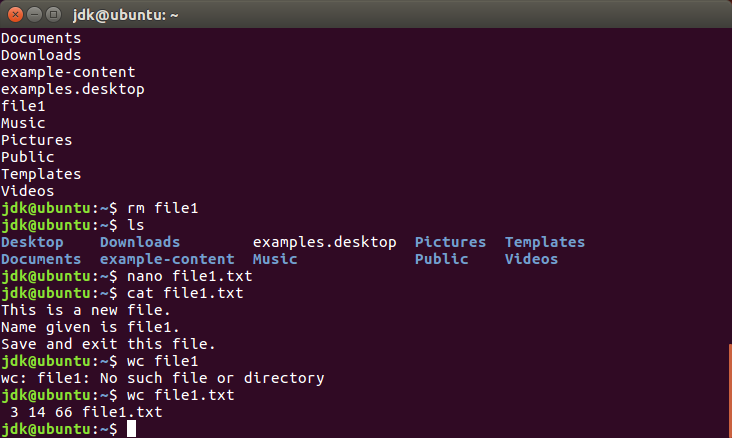 jdk@ubuntu: ~
Documents
Downloads
example-content
examples.desktop
file1
Music
Pictures
Public
Templates
Videos
jdk@ubuntu:~$ rm file1
jdk@ubuntu:~$ ls
Desktop    Downloads        examples.desktop  Pictures  Templates
Documents  example-content  Music             Public    Videos
jdk@ubuntu:~$ nano file1.txt
jdk@ubuntu:~$ cat file1.txt
This is a new file.
Name given is file1.
Save and exit this file.
jdk@ubuntu:~$ wc file1
wc: file1: No such file or directory
jdk@ubuntu:~$ wc file1.txt
 3 14 66 file1.txt
jdk@ubuntu:~$